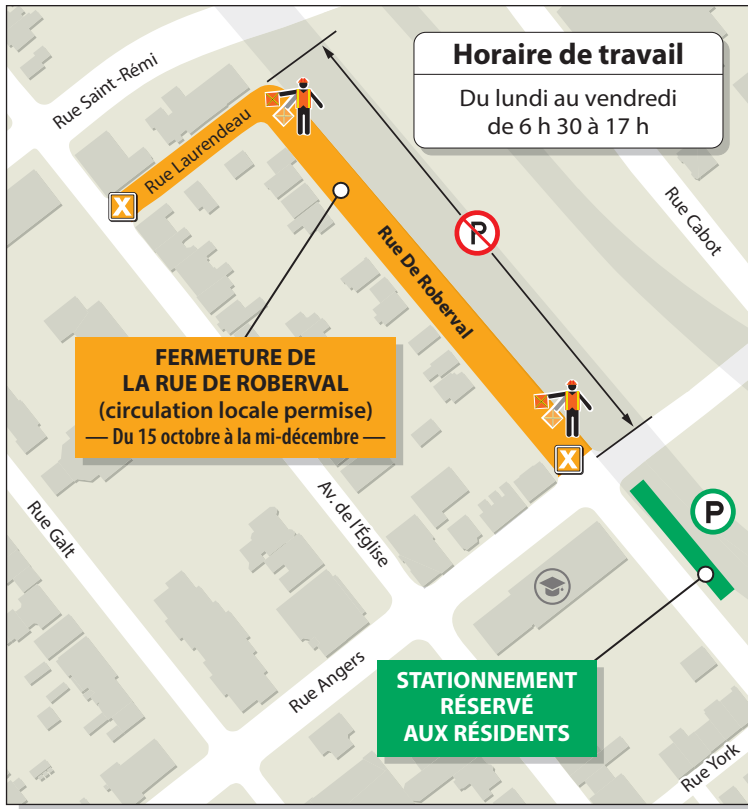 Horaire de travail
Du lundi au vendredi
de 6 h 30 à 17 h
Rue Saint-Rémi
Rue Laurendeau
X
P
Rue Cabot
Rue De Roberval
FERMETURE DE
LA RUE DE ROBERVAL
(circulation locale permise)
— Du 15 octobre à la mi-décembre —
X
P
Rue Galt
Av. de l'Église
Rue Angers
STATIONNEMENT
RÉSERVÉ
AUX RÉSIDENTS
Rue York